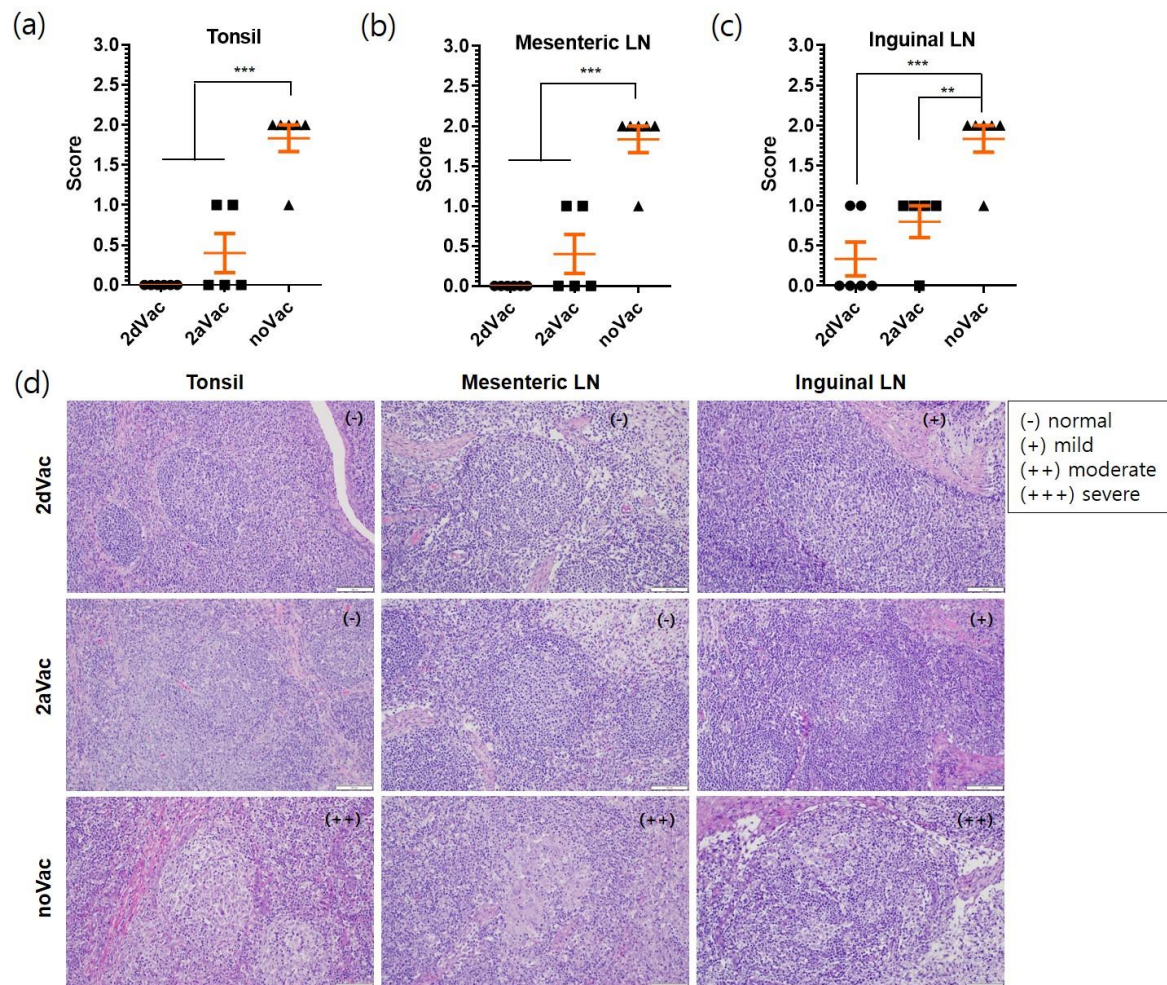 (a)
Tonsil
Score
3.0
2.5
2.0
1.5
1.0
0.5
0.0
***
2dVac
2aVac
noVac
(b)
Mesenteric LN
Score
3.0
2.5
2.0
1.5
1.0
0.5
0.0
***
2dVac
2aVac
noVac
(c)
Inguinal LN
Score
3.0
2.5
2.0
1.5
1.0
0.5
0.0
***
**
2dVac
2aVac
noVac
(d)
Tonsil
Mesenteric LN
Inguinal LN
2dVac
(-)
(-)
(+)
(-) normal
(+) mild
(++) moderate
(+++) severe
2aVac
(-)
(-)
(+)
noVac
(++)
(++)
(++)